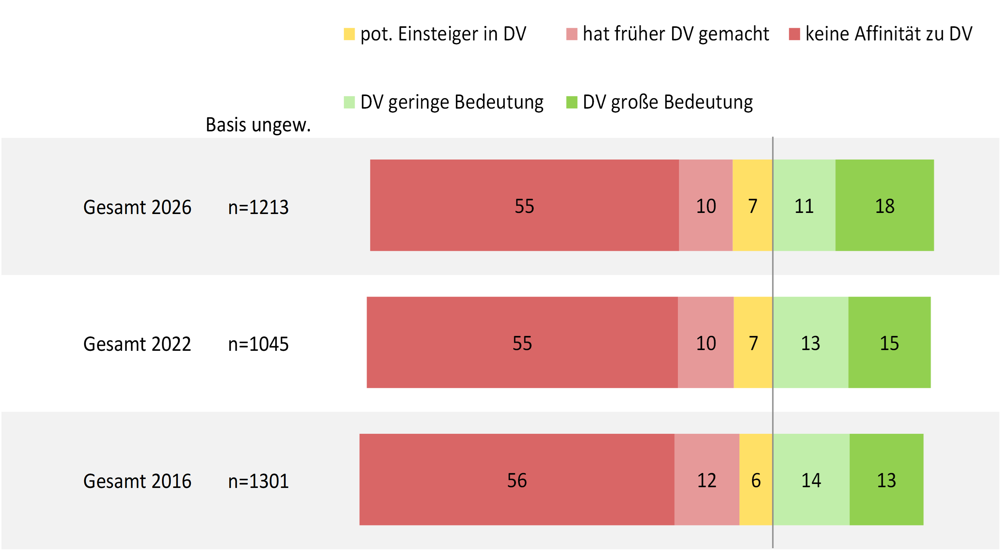 pot. Einsteiger in DV hat früher DV gemacht keine Affinität zu DV
DV geringe Bedeutung DV große Bedeutung
Basis ungew.
Gesamt 2026 n=1213 55 10 7 11 18
Gesamt 2022 n=1045 55 10 7 13 15
Gesamt 2016 n=1301 56 12 6 14 13